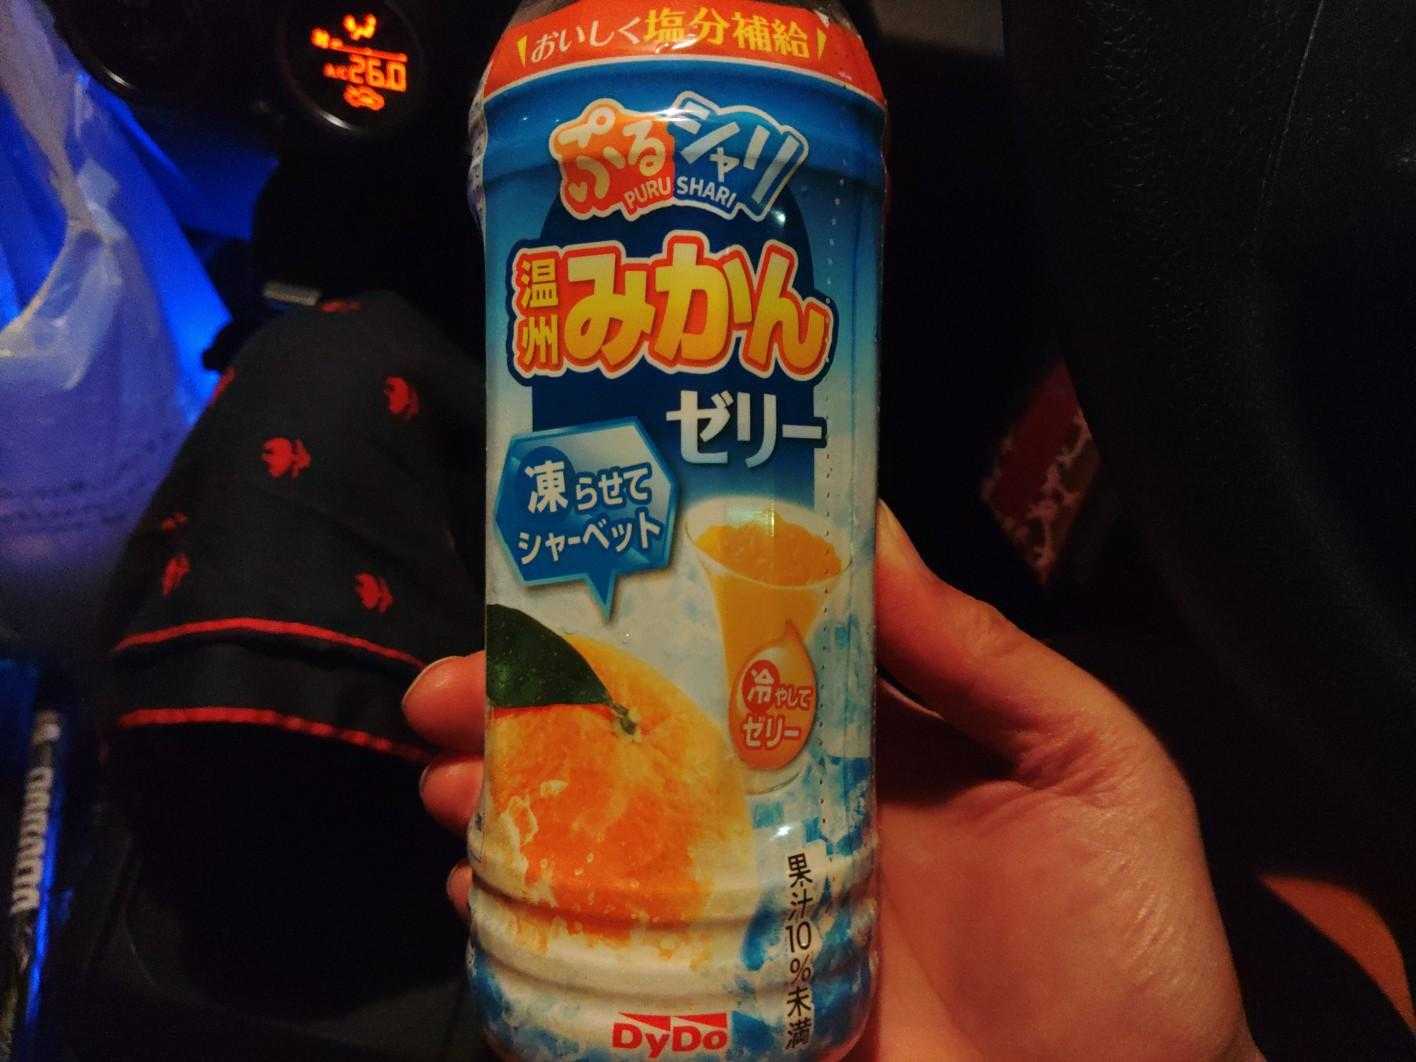 26.0
おいしく塩分補給
ぷるシャリ
PURU SHARI
温州みかん
ゼリー
凍らせて
シャーベット
冷やして
ゼリー
果汁10%未満
DyDo